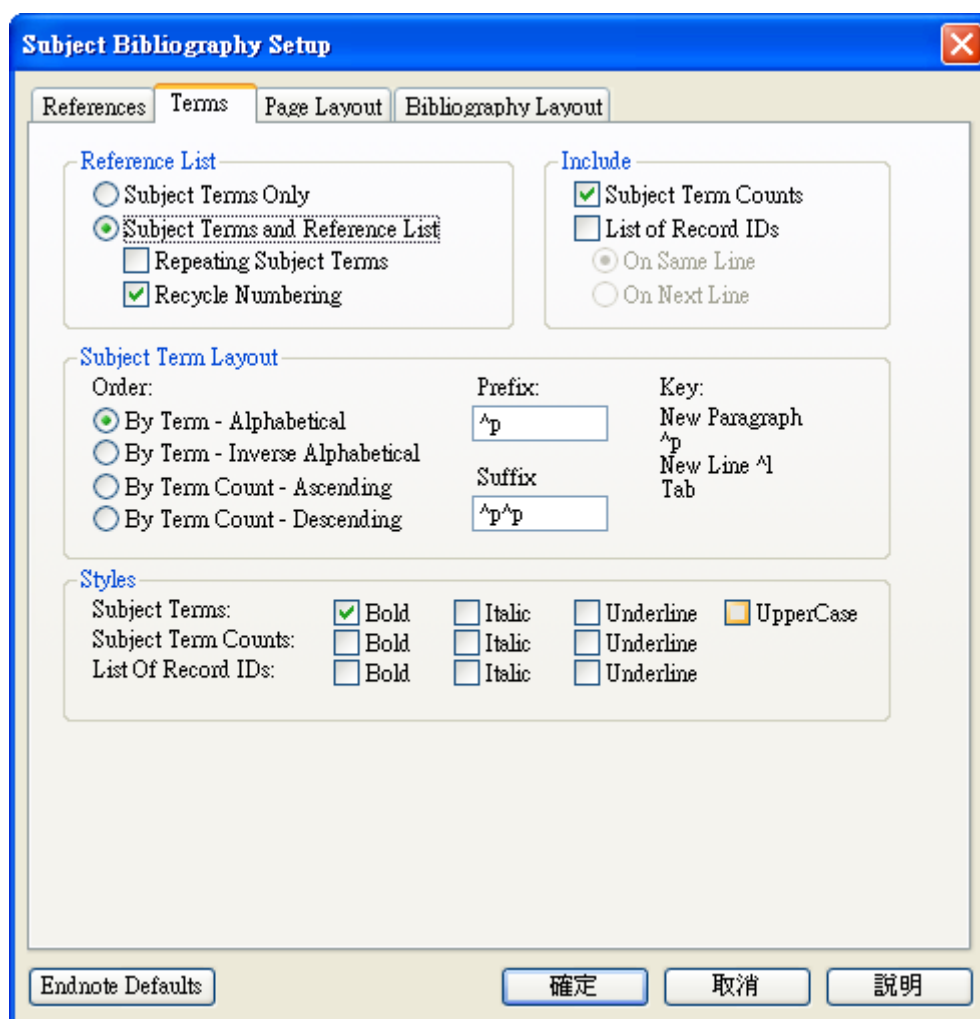 Subject Bibliography Setup
References Terms Page Layout Bibliography Layout
Reference List
Subject Terms Only
Subject Terms and Reference List
Repeating Subject Terms
Recycle Numbering
Include
Subject Term Counts
List of Record IDs
On Same Line
On Next Line
Subject Term Layout
Order:
By Term - Alphabetical
By Term - Inverse Alphabetical
By Term Count - Ascending
By Term Count - Descending
Prefix:
^p
Suffix
^p^p
Key:
New Paragraph
^p
New Line ^l
Tab
Styles
Subject Terms: Bold Italic Underline UpperCase
Subject Term Counts: Bold Italic Underline
List Of Record IDs: Bold Italic Underline
Endnote Defaults 確定 取消 說明